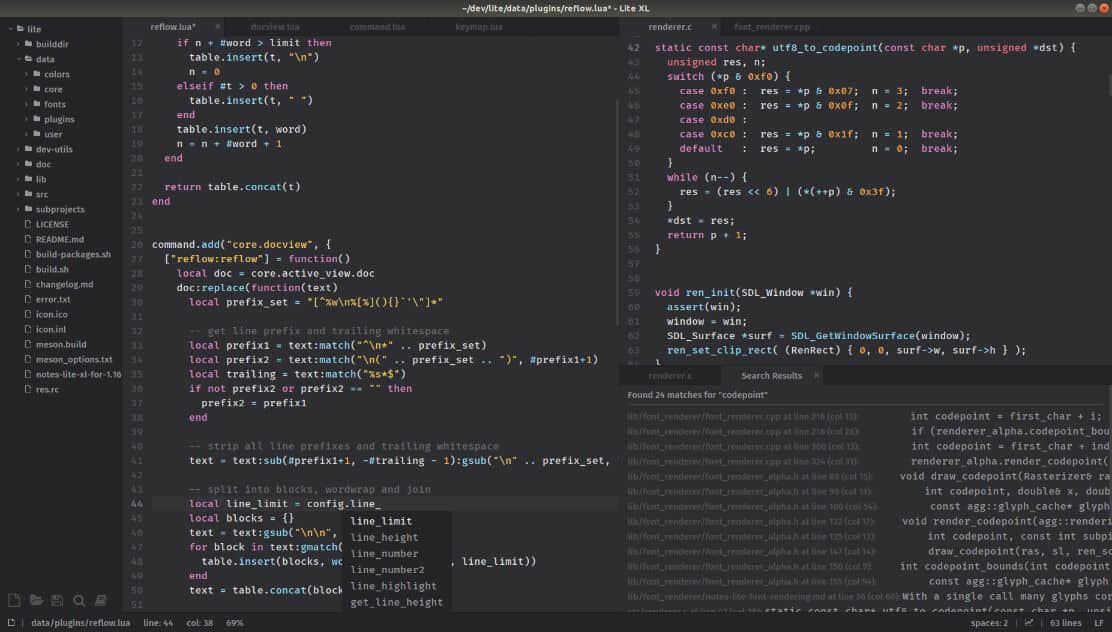 ~/dev/lite/data/plugins/reflow.lua* - Lite XL
lite
builddir
data
colors
core
fonts
plugins
user
dev-utils
doc
lib
src
subprojects
LICENSE
README.md
build-packages.sh
build.sh
changelog.md
error.txt
icon.ico
icon.inl
meson.build
meson_options.txt
notes-lite-xl-for-1.16
res.rc
reflow.lua* × docview.lua command.lua keymap.lua
12 if n + #word > limit then
13 table.insert(t, "\n")
14 n = 0
15 elseif #t > 0 then
16 table.insert(t, " ")
17 end
18 table.insert(t, word)
19 n = n + #word + 1
20 end
21
22 return table.concat(t)
23 end
24
25
26 command.add("core.docview", {
27 ["reflow:reflow"] = function()
28 local doc = core.active_view.doc
29 doc:replace(function(text)
30 local prefix_set = "[^%w\n%[%](){}`'\"]*"
31
32 -- get line prefix and trailing whitespace
33 local prefix1 = text:match("^\n*" .. prefix_set)
34 local prefix2 = text:match("\n(" .. prefix_set .. ")", #prefix1+1)
35 local trailing = text:match("%s*$")
36 if not prefix2 or prefix2 == "" then
37 prefix2 = prefix1
38 end
39
40 -- strip all line prefixes and trailing whitespace
41 text = text:sub(#prefix1+1, -#trailing - 1):gsub("\n" .. prefix_set,
42
43 -- split into blocks, wordwrap and join
44 local line_limit = config.line_
45 local blocks = {}
46 text = text:gsub("\n\n",
47 for block in text:gmatch(
48 table.insert(blocks, wo , line_limit))
49 end
50 text = table.concat(block
51
line_limit
line_height
line_number
line_number2
line_highlight
get_line_height
renderer.c × font_renderer.cpp
42 static const char* utf8_to_codepoint(const char *p, unsigned *dst) {
43 unsigned res, n;
44 switch (*p & 0xf0) {
45 case 0xf0 : res = *p & 0x07; n = 3; break;
46 case 0xe0 : res = *p & 0x0f; n = 2; break;
47 case 0xd0 :
48 case 0xc0 : res = *p & 0x1f; n = 1; break;
49 default : res = *p; n = 0; break;
50 }
51 while (n--) {
52 res = (res << 6) | (*(++p) & 0x3f);
53 }
54 *dst = res;
55 return p + 1;
56 }
57
58
59 void ren_init(SDL_Window *win) {
60 assert(win);
61 window = win;
62 SDL_Surface *surf = SDL_GetWindowSurface(window);
63 ren_set_clip_rect( (RenRect) { 0, 0, surf->w, surf->h } );
renderer.c Search Results ×
Found 24 matches for "codepoint"
lib/font_renderer/font_renderer.cpp at line 216 (col 13): int codepoint = first_char + i;
lib/font_renderer/font_renderer.cpp at line 218 (col 28): if (renderer_alpha.codepoint_bou
lib/font_renderer/font_renderer.cpp at line 300 (col 13): int codepoint = first_char + ind
lib/font_renderer/font_renderer.cpp at line 324 (col 31): renderer_alpha.render_codepoint(
lib/font_renderer/font_renderer_alpha.h at line 88 (col 15): void draw_codepoint(Rasterizer& ra
lib/font_renderer/font_renderer_alpha.h at line 90 (col 13): int codepoint, double& x, doub
lib/font_renderer/font_renderer_alpha.h at line 100 (col 54): const agg::glyph_cache* glyph
lib/font_renderer/font_renderer_alpha.h at line 132 (col 17): void render_codepoint(agg::renderi
lib/font_renderer/font_renderer_alpha.h at line 135 (col 13): int codepoint, const int subpi
lib/font_renderer/font_renderer_alpha.h at line 147 (col 14): draw_codepoint(ras, sl, ren_so
lib/font_renderer/font_renderer_alpha.h at line 150 (col 9): int codepoint_bounds(int codepoint
lib/font_renderer/font_renderer_alpha.h at line 155 (col 54): const agg::glyph_cache* glyph
lib/font_renderer/notes-lite-font-rendering.md at line 36 (col 60): With a single call many glyphs cor
static const char* utf8_to_codepoint(const char *p, uns
data/plugins/reflow.lua line: 44 col: 38 69% spaces: 2 63 lines LF